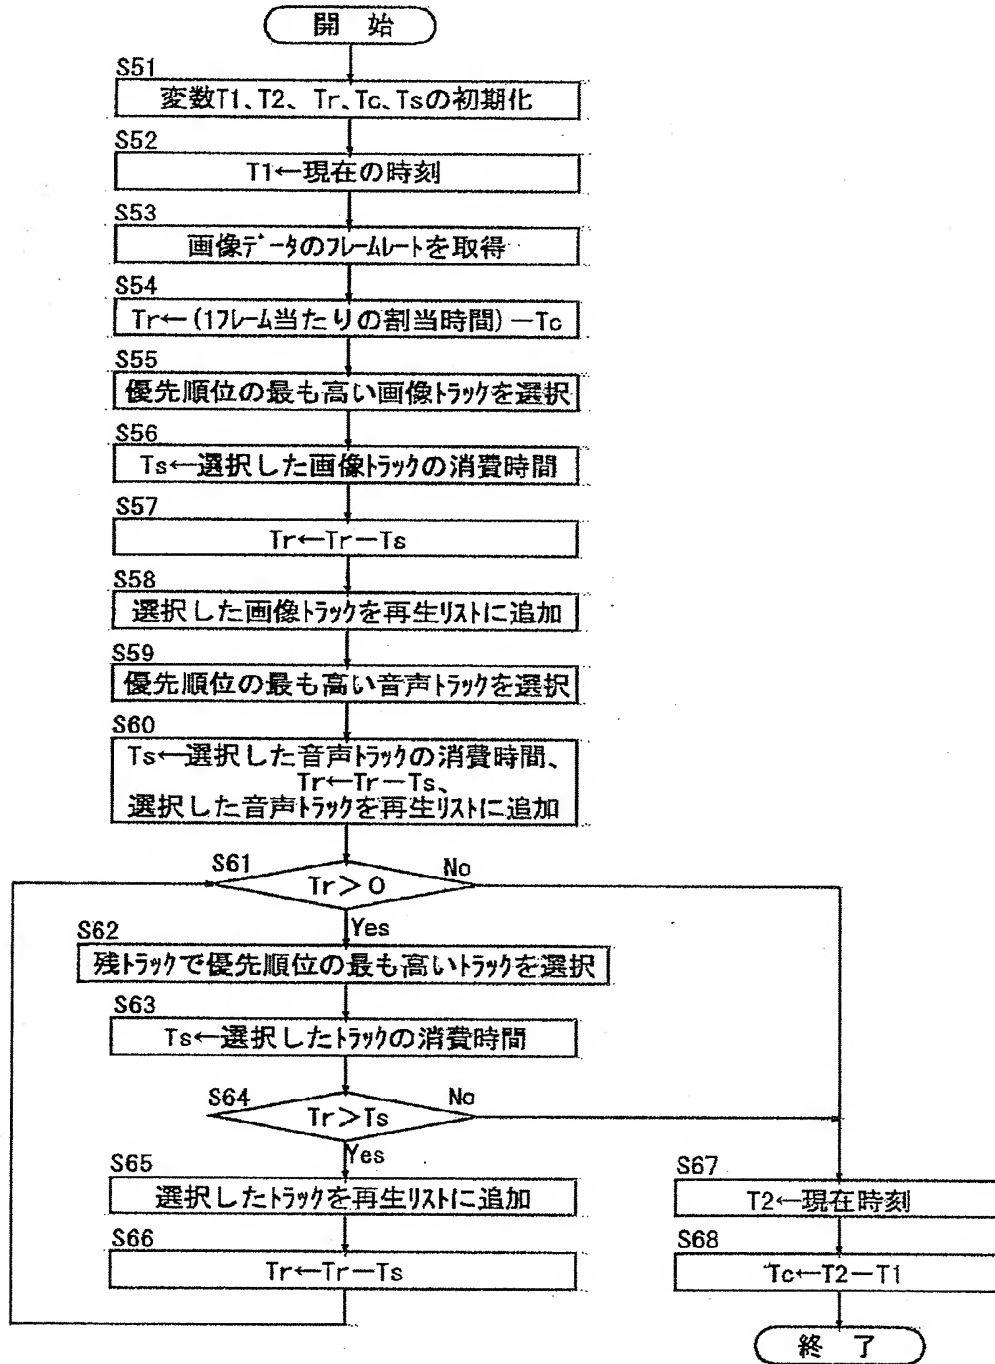 開 始
S51
変数T1、T2、Tr、Tc、Tsの初期化
S52
T1←現在の時刻
S53
画像ﾃﾞｰﾀのﾌﾚｰﾑﾚｰﾄを取得
S54
Tr←(1ﾌﾚｰﾑ当たりの割当時間)－Tc
S55
優先順位の最も高い画像ﾄﾗｯｸを選択
S56
Ts←選択した画像ﾄﾗｯｸの消費時間
S57
Tr←Tr－Ts
S58
選択した画像ﾄﾗｯｸを再生ﾘｽﾄに追加
S59
優先順位の最も高い音声ﾄﾗｯｸを選択
S60
Ts←選択した音声ﾄﾗｯｸの消費時間、
Tr←Tr－Ts、
選択した音声ﾄﾗｯｸを再生ﾘｽﾄに追加
S61
Tr＞0
No
Yes
S62
残ﾄﾗｯｸで優先順位の最も高いﾄﾗｯｸを選択
S63
Ts←選択したﾄﾗｯｸの消費時間
S64
Tr＞Ts
No
Yes
S65
選択したﾄﾗｯｸを再生ﾘｽﾄに追加
S66
Tr←Tr－Ts
S67
T2←現在時刻
S68
Tc←T2－T1
終 了